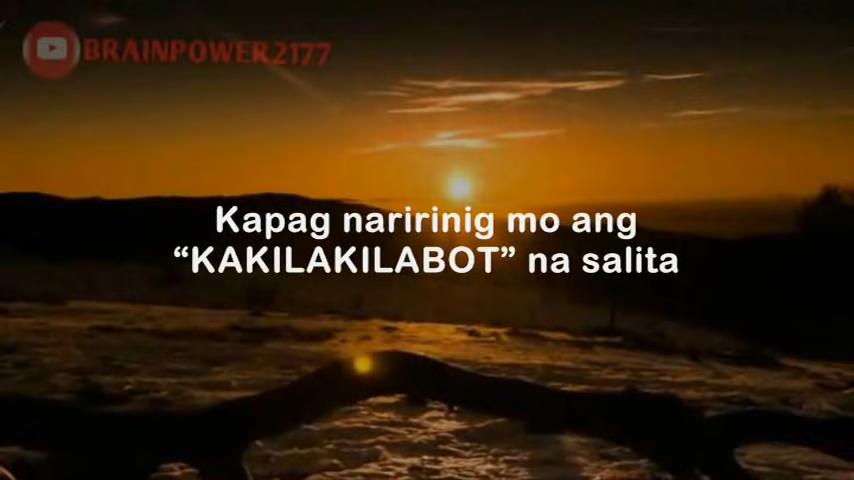 BRAINPOWER2177
Kapag naririnig mo ang
“KAKILAKILABOT” na salita